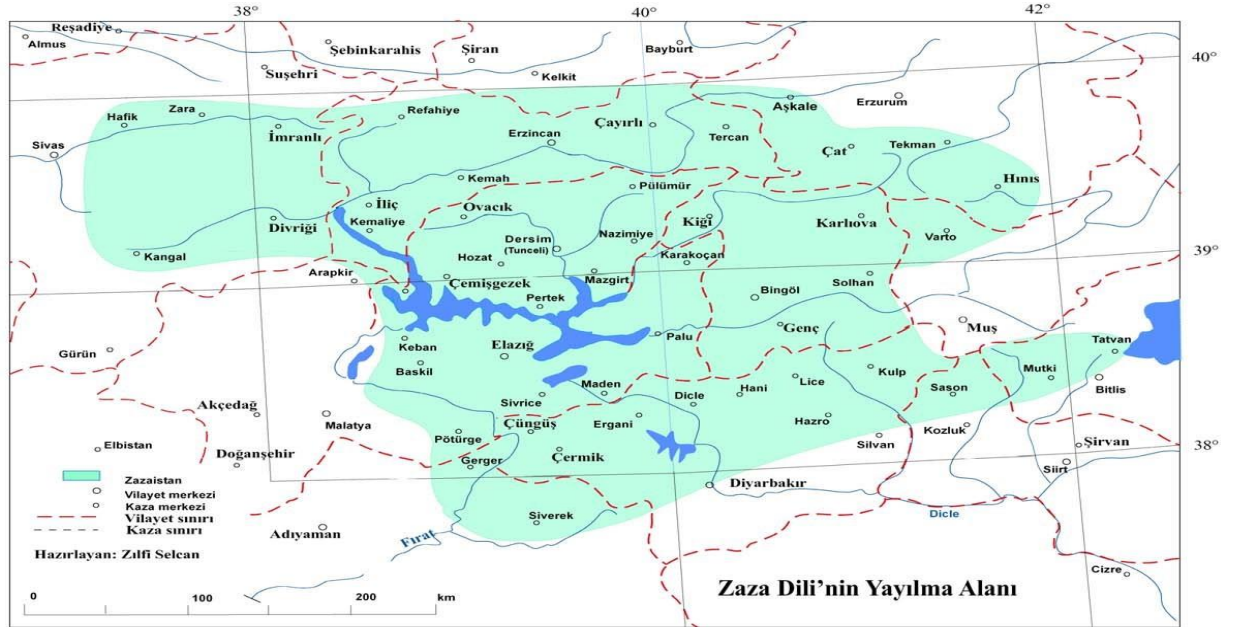 38°
40°
42°
Reşadiye
Almus
Şebinkarahis
Şiran
Bayburt
40°
Suşehri
Kelkit
Hafik
Zara
Refahiye
Aşkale
Erzurum
İmranlı
Erzincan
Çayırlı
Tercan
Sivas
Çat
Tekman
Kemah
Pülümür
Hınıs
İliç
Ovacık
Kemaliye
Kiği
Karlıova
Divriği
Nazimiye
Varto
Dersim
(Tunceli)
Kangal
Hozat
Karakoçan
39°
Arapkir
Çemişgezek
Mazgirt
Solhan
Pertek
Bingöl
Muş
Genç
Palu
Keban
Elazığ
Tatvan
Gürün
Baskil
Kulp
Mutki
Maden
Hani
Lice
Sason
Bitlis
Sivrice
Dicle
Akçedağ
Malatya
Çüngüş
Ergani
Hazro
Kozluk
Elbistan
Pötürge
Silvan
Şirvan
38°
Doğanşehir
Gerger
Çermik
Siirt
Zazaistan
Vilayet merkezi
Diyarbakır
Kaza merkezi
Vilayet sınırı
Siverek
Dicle
Kaza sınırı
Adıyaman
Fırat
Hazırlayan: Zılfi Selcan
Cizre
Zaza Dili’nin Yayılma Alanı
0 100 200 km